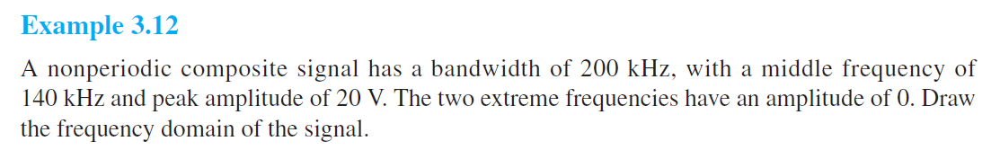 Example 3.12
A nonperiodic composite signal has a bandwidth of 200 kHz, with a middle frequency of
140 kHz and peak amplitude of 20 V. The two extreme frequencies have an amplitude of 0. Draw
the frequency domain of the signal.